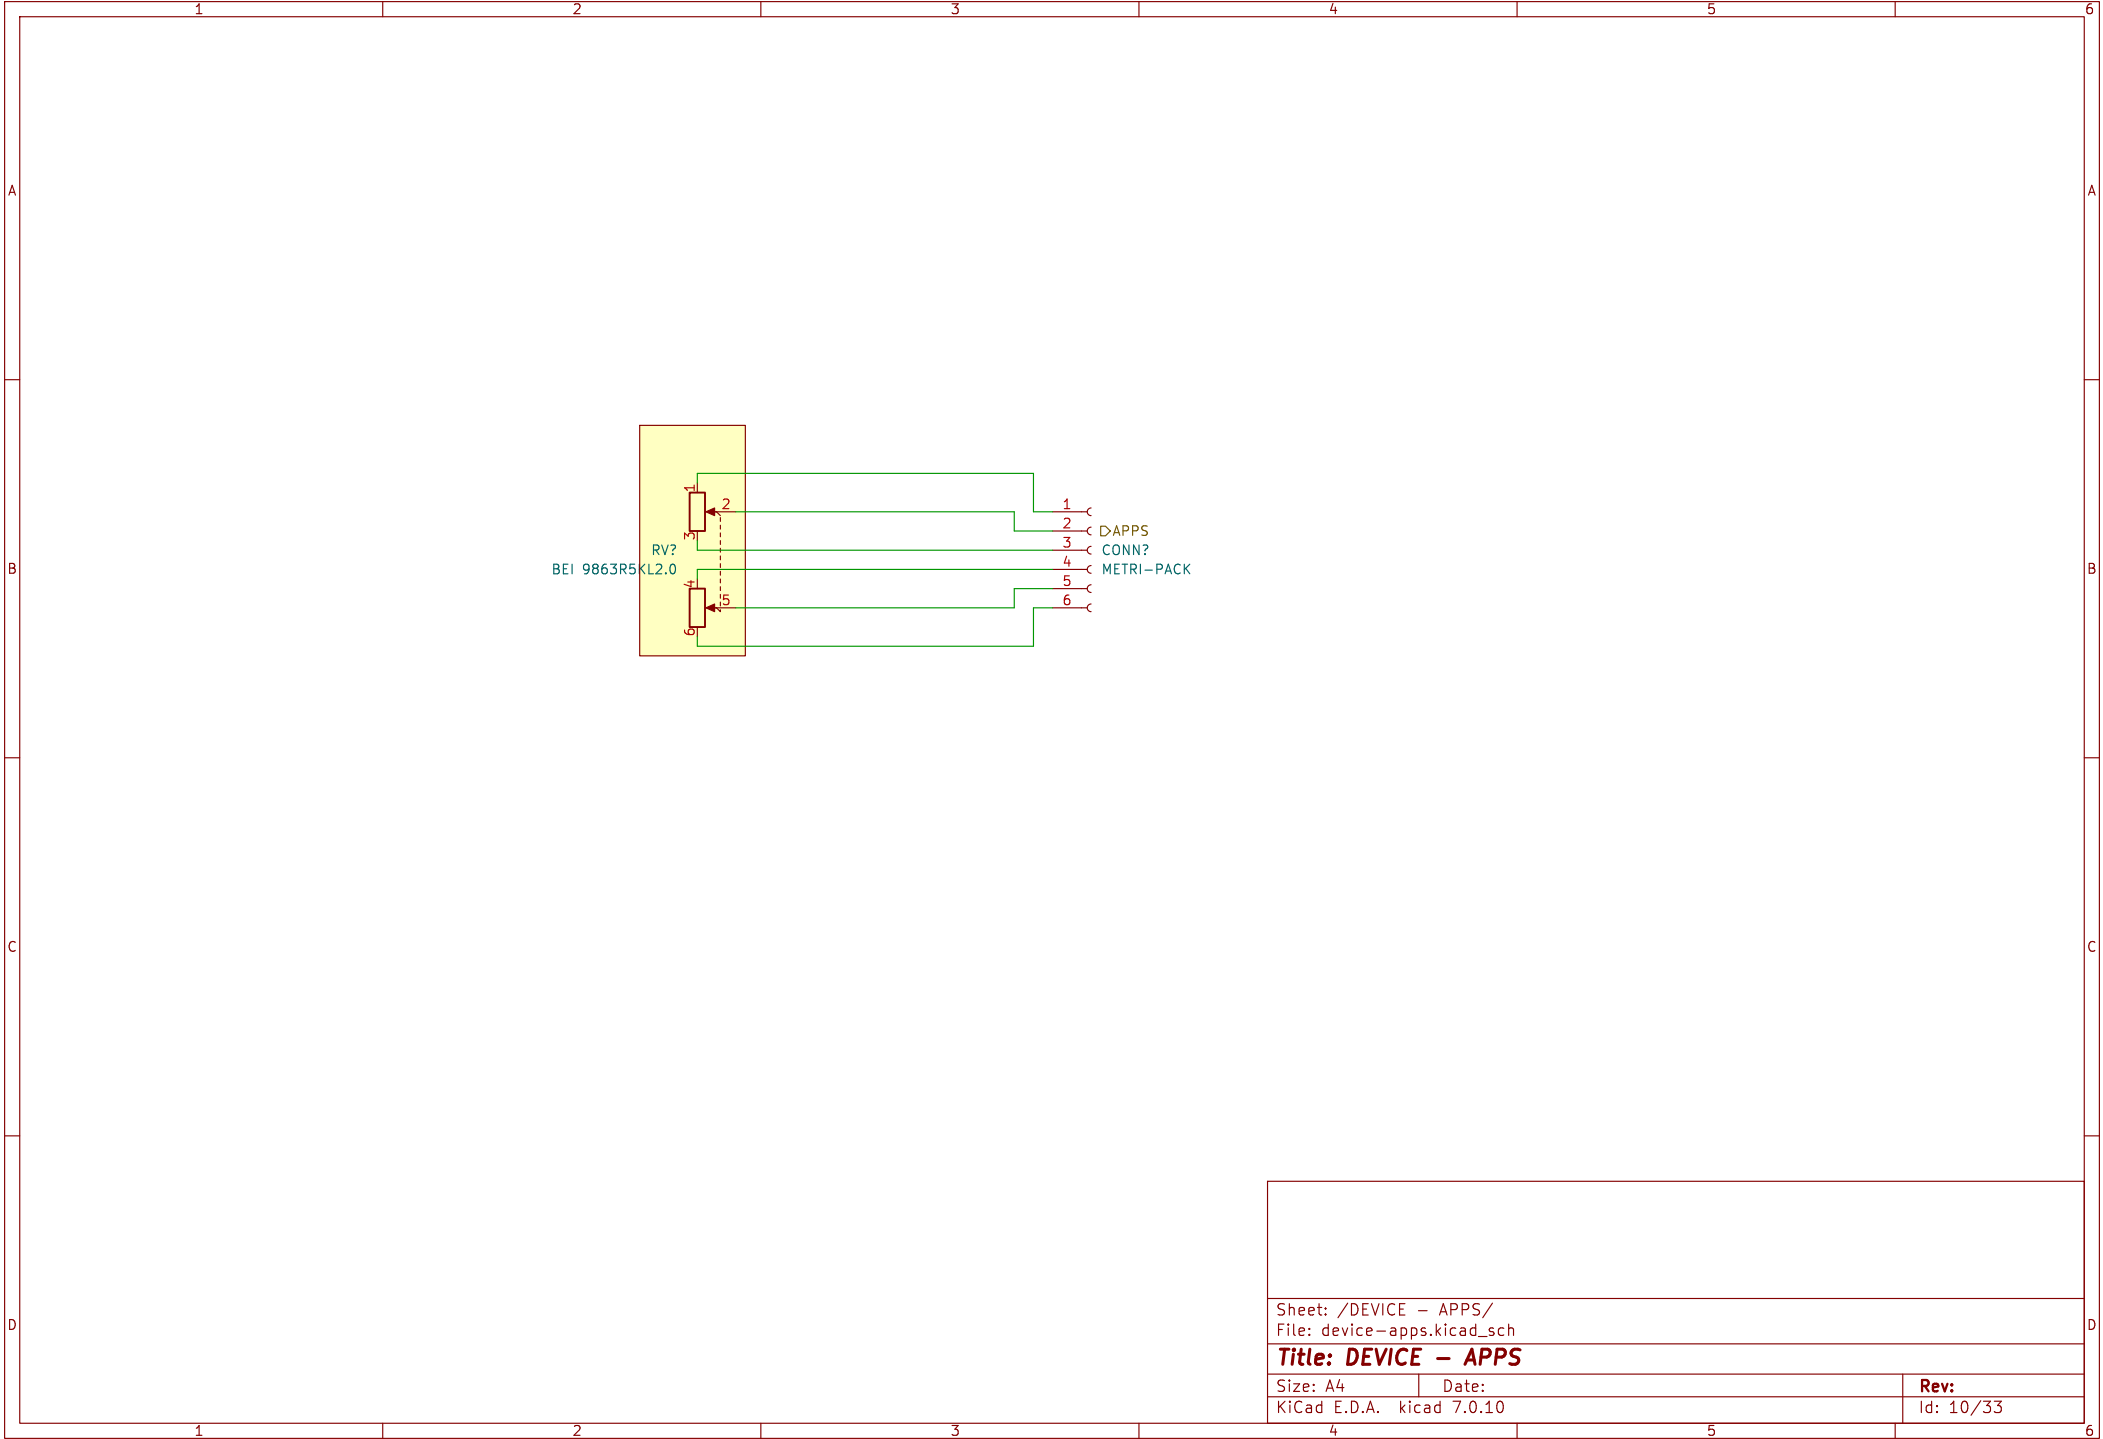 1 2 3 4 5 6
A A
1
1
2
2
APPS
3
3
RV?
CONN?
B B
4
BEI 9863R5KL2.0
METRI-PACK
4
5
5
6
6
C C
Sheet: /DEVICE - APPS/
D D
File: device-apps.kicad_sch
Title: DEVICE - APPS
Size: A4 Date: Rev:
KiCad E.D.A. kicad 7.0.10 Id: 10/33
1 2 3 4 5 6